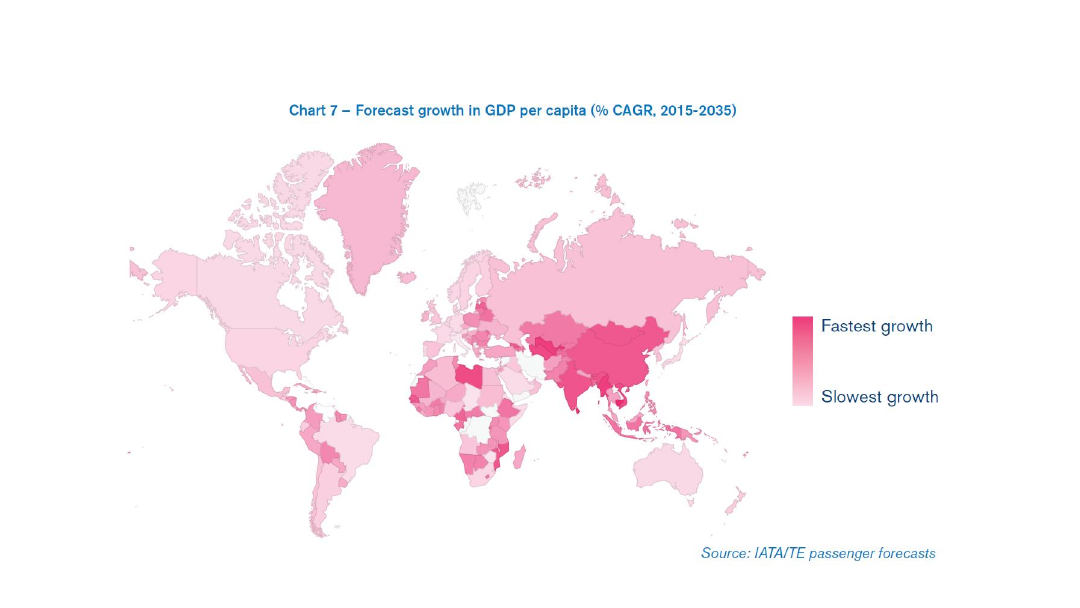 Chart 7 – Forecast growth in GDP per capita (% CAGR, 2015-2035)
Fastest growth
Slowest growth
Source: IATA/TE passenger forecasts